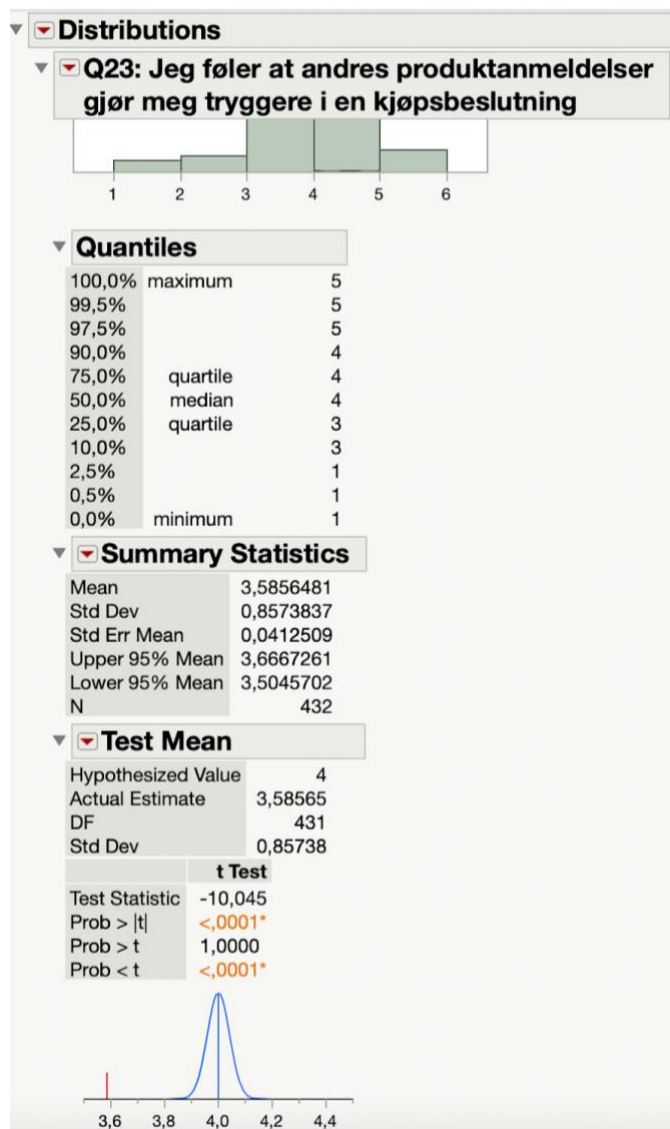 Distributions
Q23: Jeg føler at andres produktanmeldelser
gjør meg tryggere i en kjøpsbeslutning
1 2 3 4 5 6
Quantiles
100,0% maximum 5
99,5% 5
97,5% 5
90,0% 4
75,0% quartile 4
50,0% median 4
25,0% quartile 3
10,0% 3
2,5% 1
0,5% 1
0,0% minimum 1
Summary Statistics
Mean 3,5856481
Std Dev 0,8573837
Std Err Mean 0,0412509
Upper 95% Mean 3,6667261
Lower 95% Mean 3,5045702
N 432
Test Mean
Hypothesized Value 4
Actual Estimate 3,58565
DF 431
Std Dev 0,85738
t Test
Test Statistic -10,045
Prob > |t| <,0001*
Prob > t 1,0000
Prob < t <,0001*
3,6 3,8 4,0 4,2 4,4